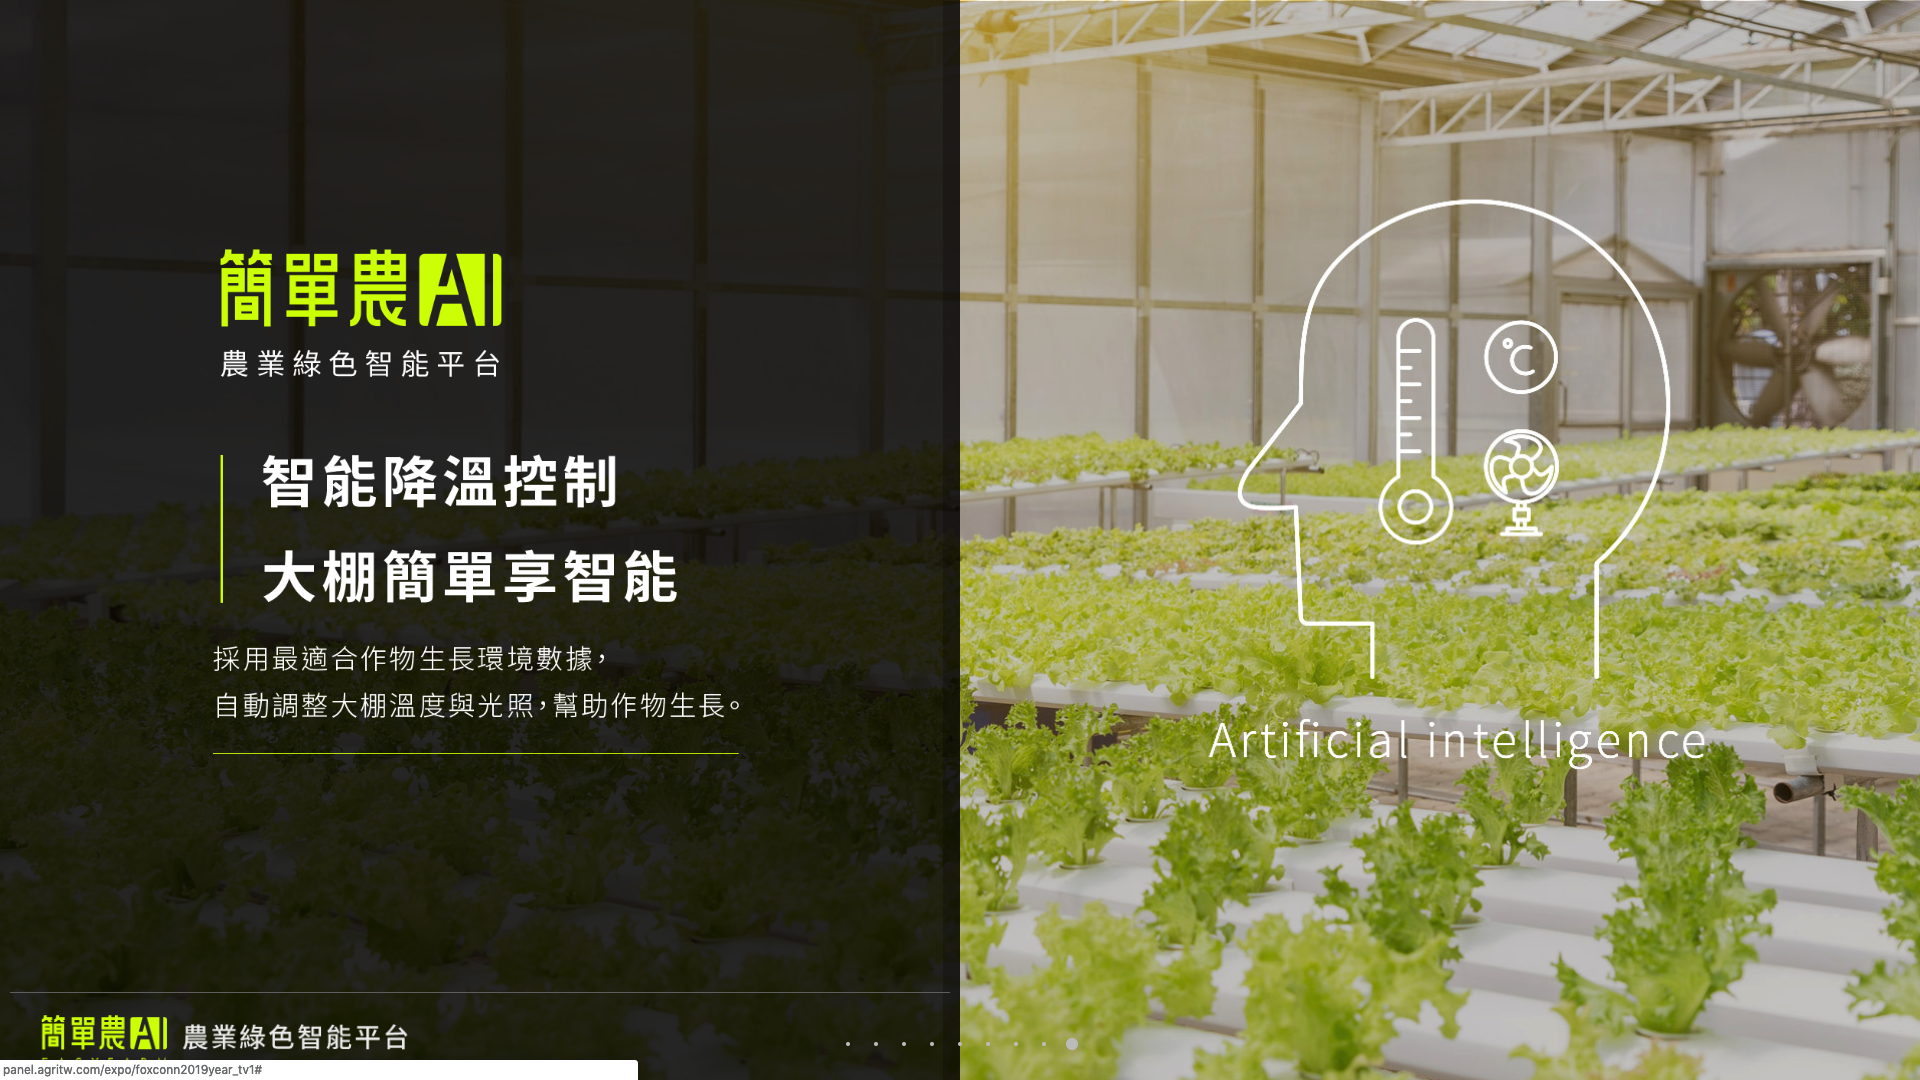 簡單農AI
農業綠色智能平台
智能降溫控制
大棚簡單享智能
採用最適合作物生長環境數據，
自動調整大棚溫度與光照，幫助作物生長。
°C
Artificial intelligence
簡單農AI 農業綠色智能平台
panel.agritw.com/expo/foxconn2019year_tv1#